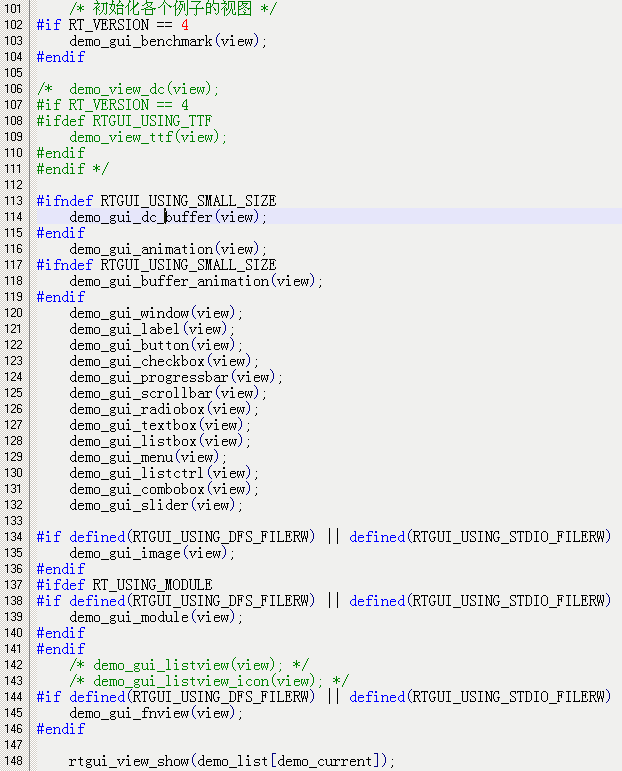 101     /* 初始化各个例子的视图 */
102 #if RT_VERSION == 4
103     demo_gui_benchmark(view);
104 #endif
105
106 /*  demo_view_dc(view);
107 #if RT_VERSION == 4
108 #ifdef RTGUI_USING_TTF
109     demo_view_ttf(view);
110 #endif
111 #endif */
112
113 #ifndef RTGUI_USING_SMALL_SIZE
114     demo_gui_dc_buffer(view);
115 #endif
116     demo_gui_animation(view);
117 #ifndef RTGUI_USING_SMALL_SIZE
118     demo_gui_buffer_animation(view);
119 #endif
120     demo_gui_window(view);
121     demo_gui_label(view);
122     demo_gui_button(view);
123     demo_gui_checkbox(view);
124     demo_gui_progressbar(view);
125     demo_gui_scrollbar(view);
126     demo_gui_radiobox(view);
127     demo_gui_textbox(view);
128     demo_gui_listbox(view);
129     demo_gui_menu(view);
130     demo_gui_listctrl(view);
131     demo_gui_combobox(view);
132     demo_gui_slider(view);
133
134 #if defined(RTGUI_USING_DFS_FILERW) || defined(RTGUI_USING_STDIO_FILERW)
135     demo_gui_image(view);
136 #endif
137 #ifdef RT_USING_MODULE
138 #if defined(RTGUI_USING_DFS_FILERW) || defined(RTGUI_USING_STDIO_FILERW)
139     demo_gui_module(view);
140 #endif
141 #endif
142     /* demo_gui_listview(view); */
143     /* demo_gui_listview_icon(view); */
144 #if defined(RTGUI_USING_DFS_FILERW) || defined(RTGUI_USING_STDIO_FILERW)
145     demo_gui_fnview(view);
146 #endif
147
148     rtgui_view_show(demo_list[demo_current]);